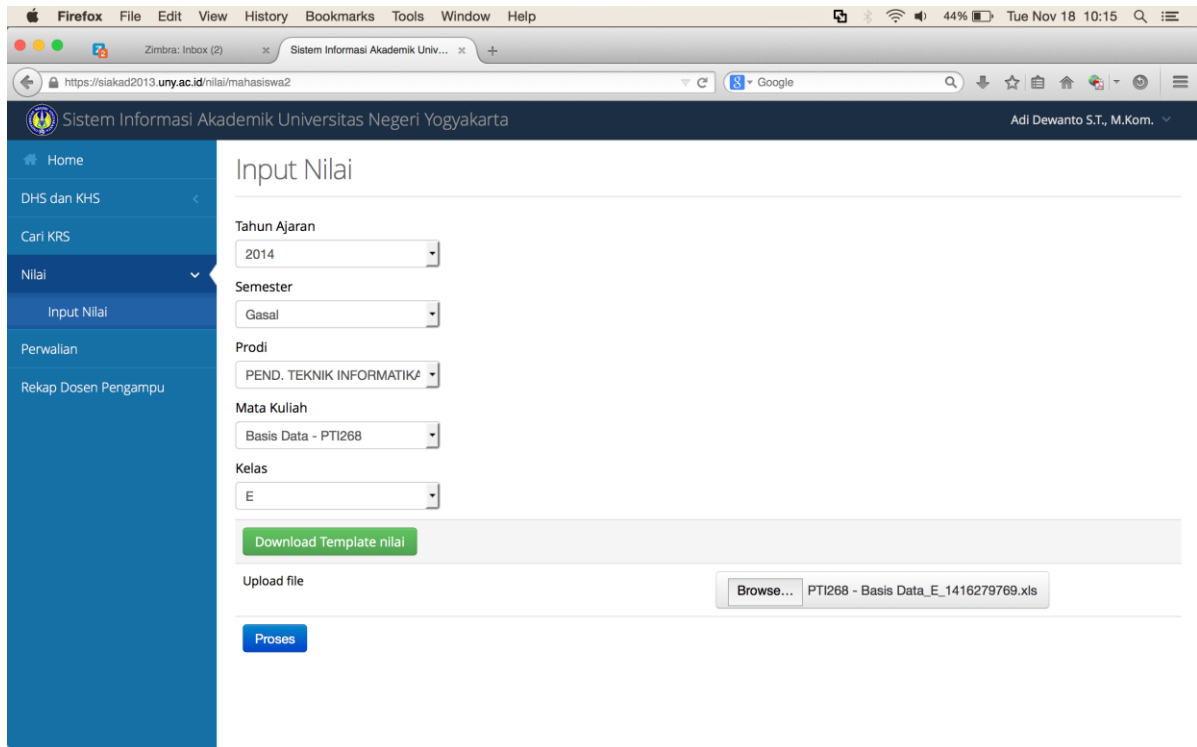 Firefox File Edit View History Bookmarks Tools Window Help 44% Tue Nov 18 10:15
Zimbra: Inbox (2) Sistem Informasi Akademik Univ...
https://siakad2013.uny.ac.id/nilai/mahasiswa2 Google
Sistem Informasi Akademik Universitas Negeri Yogyakarta Adi Dewanto S.T., M.Kom.
Home
DHS dan KHS
Cari KRS
Nilai
Input Nilai
Perwalian
Rekap Dosen Pengampu
Input Nilai
Tahun Ajaran
2014
Semester
Gasal
Prodi
PEND. TEKNIK INFORMATIKA
Mata Kuliah
Basis Data - PTI268
Kelas
E
Download Template nilai
Upload file Browse... PTI268 - Basis Data_E_1416279769.xls
Proses